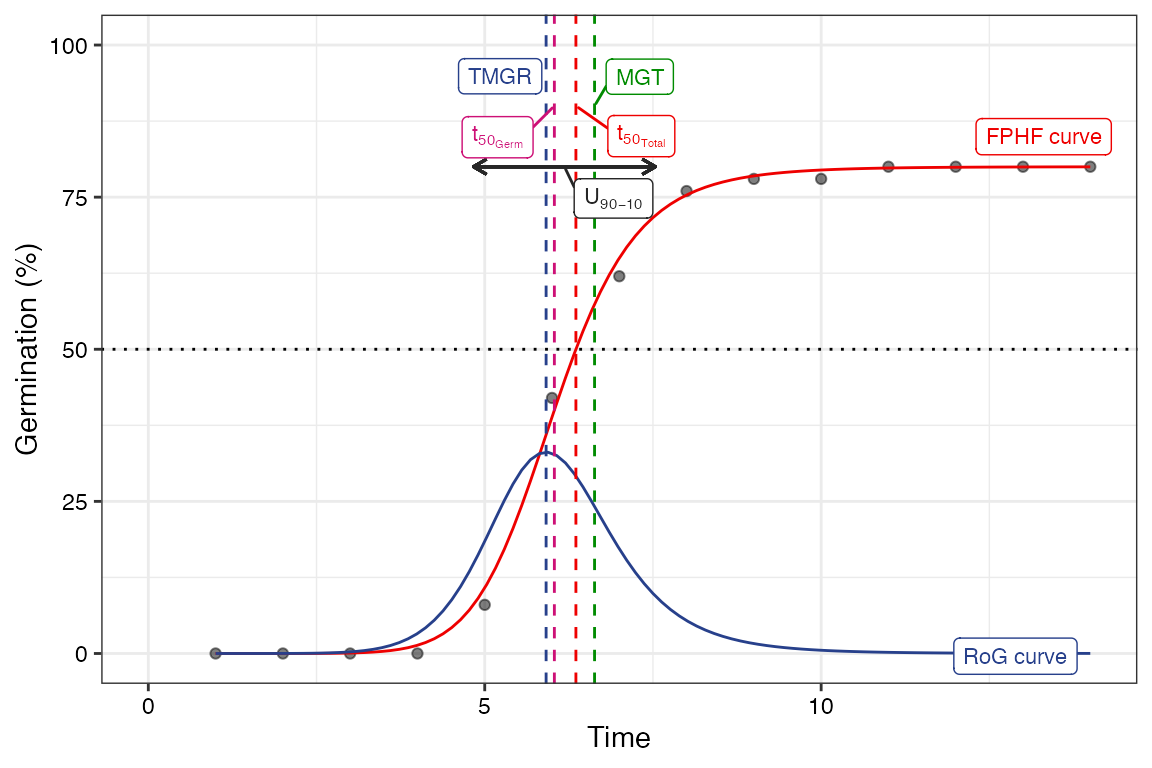 100
TMGR
MGT
t50Germ
t50Total
FPHF curve
U90−10
75
50
25
0
RoG curve
0 5 10
Time
Germination (%)